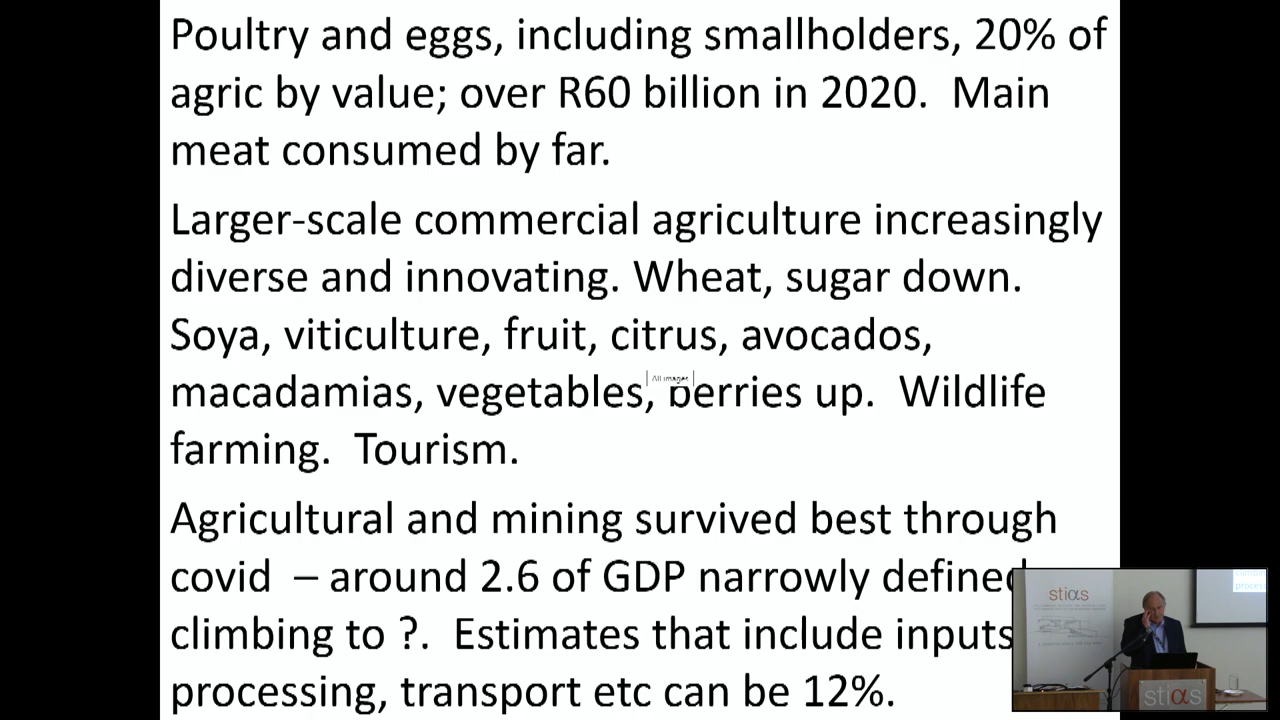 Poultry and eggs, including smallholders, 20% of
agric by value; over R60 billion in 2020.  Main
meat consumed by far.
Larger-scale commercial agriculture increasingly
diverse and innovating. Wheat, sugar down.
Soya, viticulture, fruit, citrus, avocados,
macadamias, vegetables, berries up.  Wildlife
farming.  Tourism.
All images
Agricultural and mining survived best through
covid  – around 2.6 of GDP narrowly defined
climbing to ?.  Estimates that include inputs
processing, transport etc can be 12%.
stias
stias